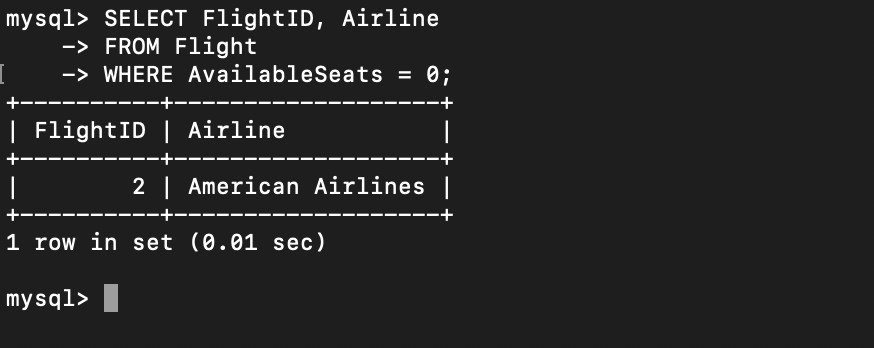 mysql> SELECT FlightID, Airline
    -> FROM Flight
    -> WHERE AvailableSeats = 0;
+----------+-------------------+
| FlightID | Airline           |
+----------+-------------------+
|        2 | American Airlines |
+----------+-------------------+
1 row in set (0.01 sec)
mysql>